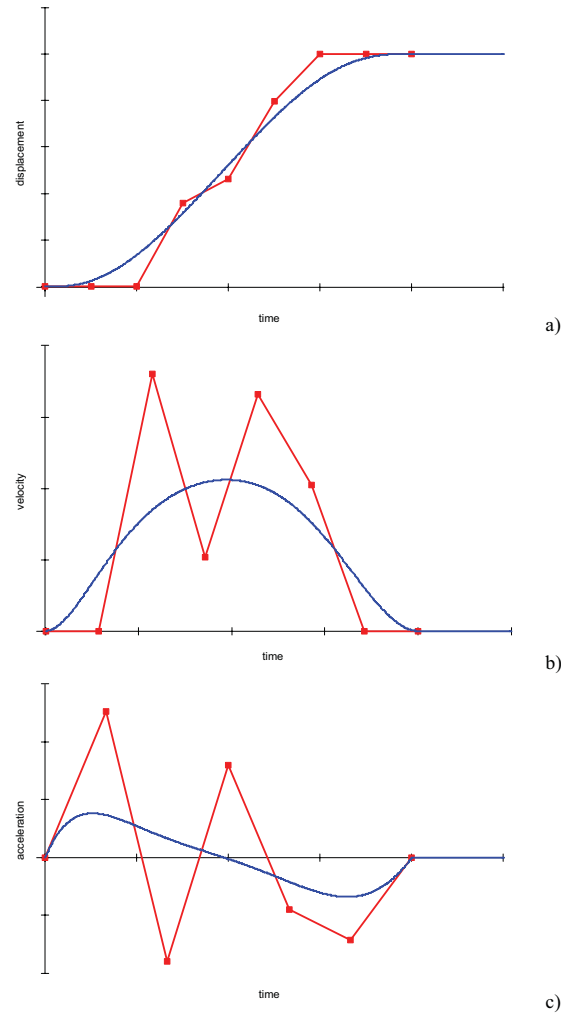 displacement
time
a)
velocity
time
b)
acceleration
time
c)